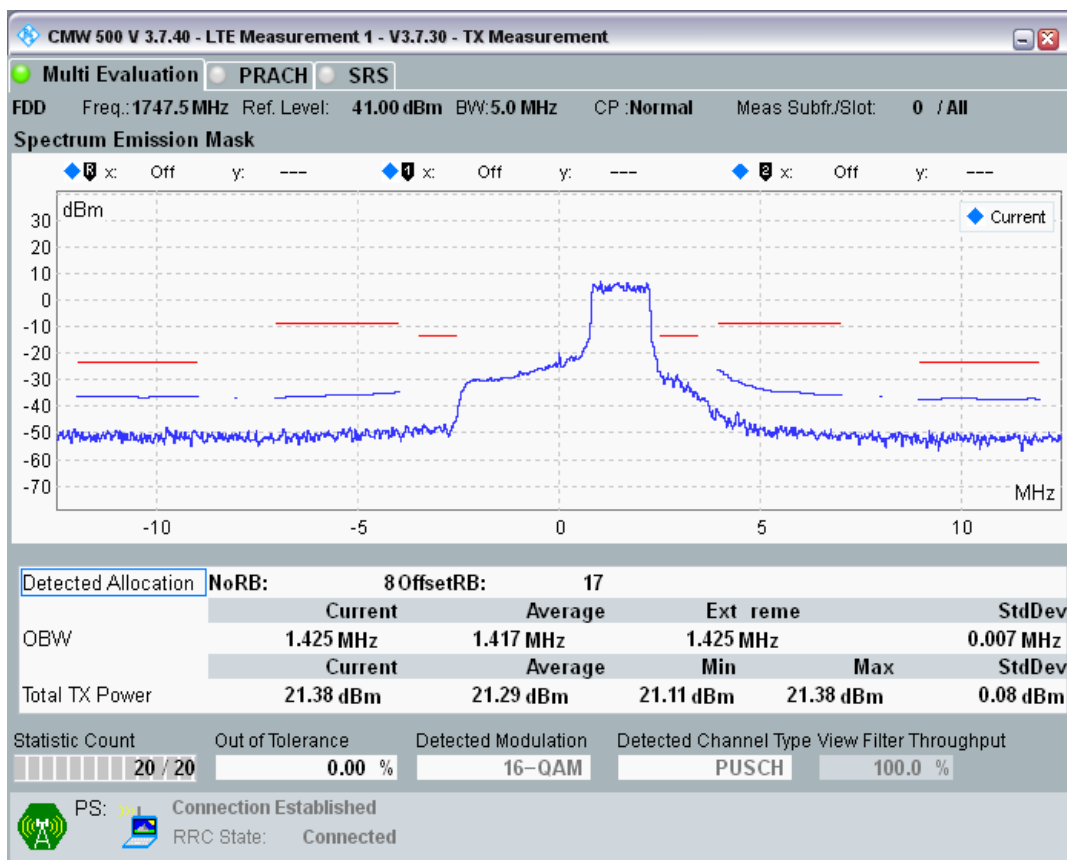 CMW 500 V 3.7.40 - LTE Measurement 1 - V3.7.30 - TX Measurement
Multi Evaluation PRACH SRS
FDD Freq.: 1747.5 MHz Ref. Level: 41.00 dBm BW: 5.0 MHz CP :Normal Meas Subfr./Slot: 0 / All
Spectrum Emission Mask
R x: Off y: --- 1 x: Off y: --- 2 x: Off y: ---
dBm
Current
30
20
10
0
-10
-20
-30
-40
-50
-60
-70
MHz
-10 -5 0 5 10
Detected Allocation NoRB: 8 OffsetRB: 17
Current Average Ext reme StdDev
OBW 1.425 MHz 1.417 MHz 1.425 MHz 0.007 MHz
Current Average Min Max StdDev
Total TX Power 21.38 dBm 21.29 dBm 21.11 dBm 21.38 dBm 0.08 dBm
Statistic Count Out of Tolerance Detected Modulation Detected Channel Type View Filter Throughput
20 / 20 0.00 % 16-QAM PUSCH 100.0 %
PS: Connection Established
RRC State: Connected